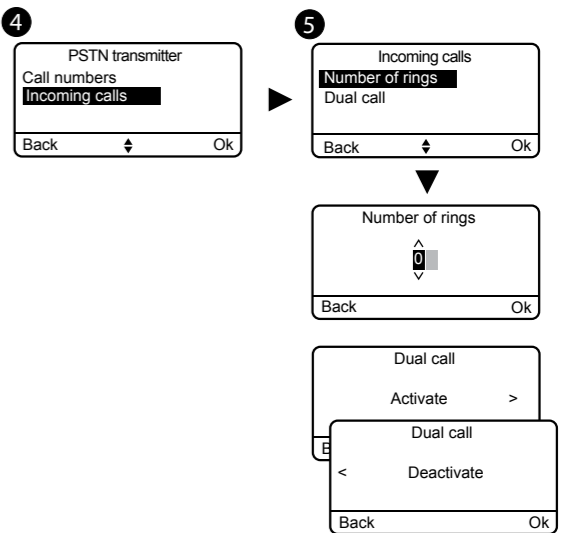 4
PSTN transmitter
Call numbers
Incoming calls
Back Ok
5
Incoming calls
Number of rings
Dual call
Back Ok
Number of rings
0
Back Ok
Dual call
Activate >
B
Dual call
< Deactivate
Back Ok